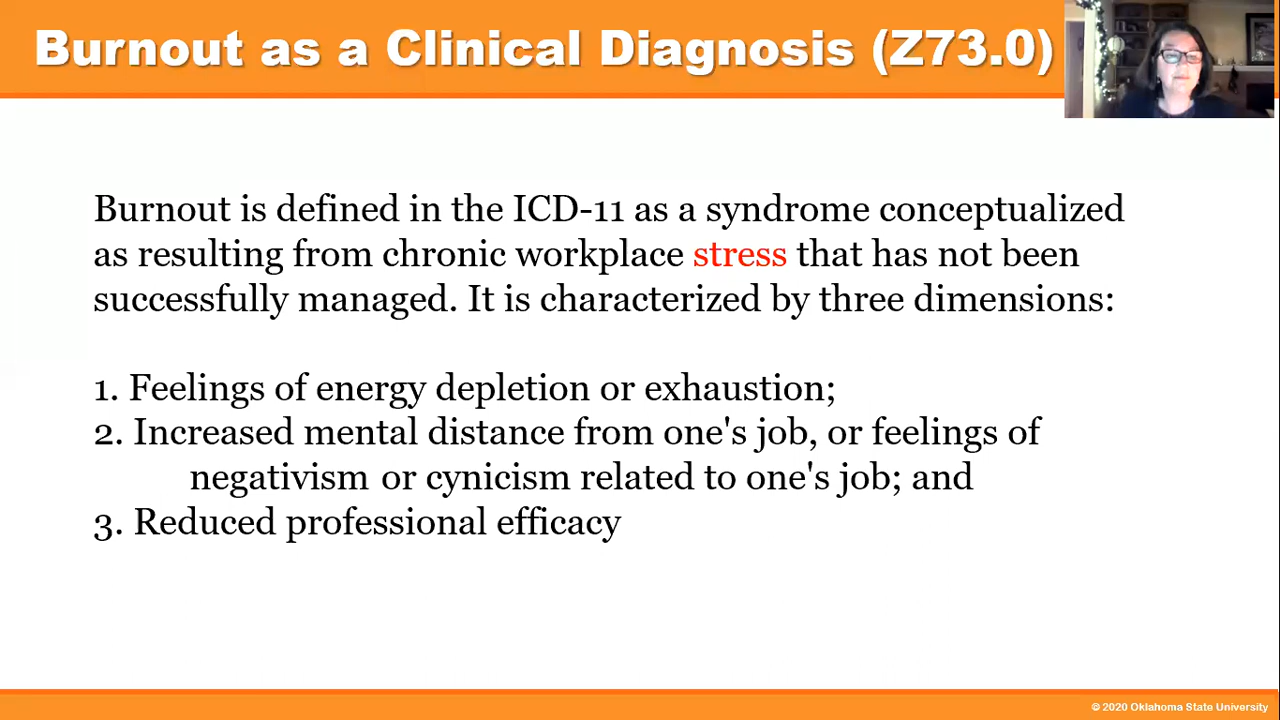 Burnout as a Clinical Diagnosis (Z73.0)
Burnout is defined in the ICD-11 as a syndrome conceptualized
as resulting from chronic workplace stress that has not been
successfully managed. It is characterized by three dimensions:
1. Feelings of energy depletion or exhaustion;
2. Increased mental distance from one's job, or feelings of
negativism or cynicism related to one's job; and
3. Reduced professional efficacy
© 2020 Oklahoma State University